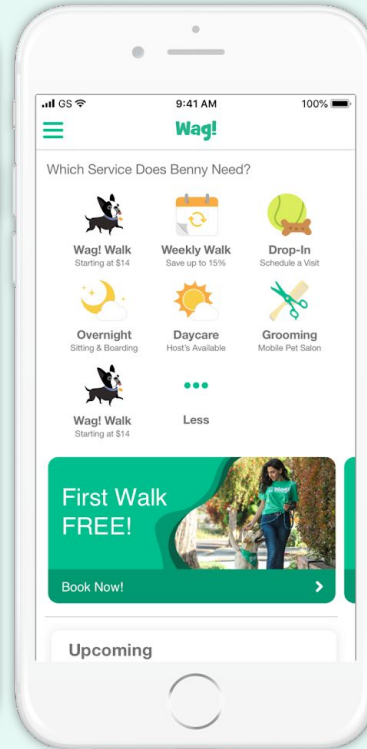 GS 9:41 AM 100%
Wag!
Which Service Does Benny Need?
Wag! Walk Weekly Walk Drop-In
Starting at $14 Save up to 15% Schedule a Visit
Overnight Daycare Grooming
Sitting & Boarding Host's Available Mobile Pet Salon
Wag! Walk Less
Starting at $14
First Walk
FREE!
Wag!
Book Now!
Upcoming